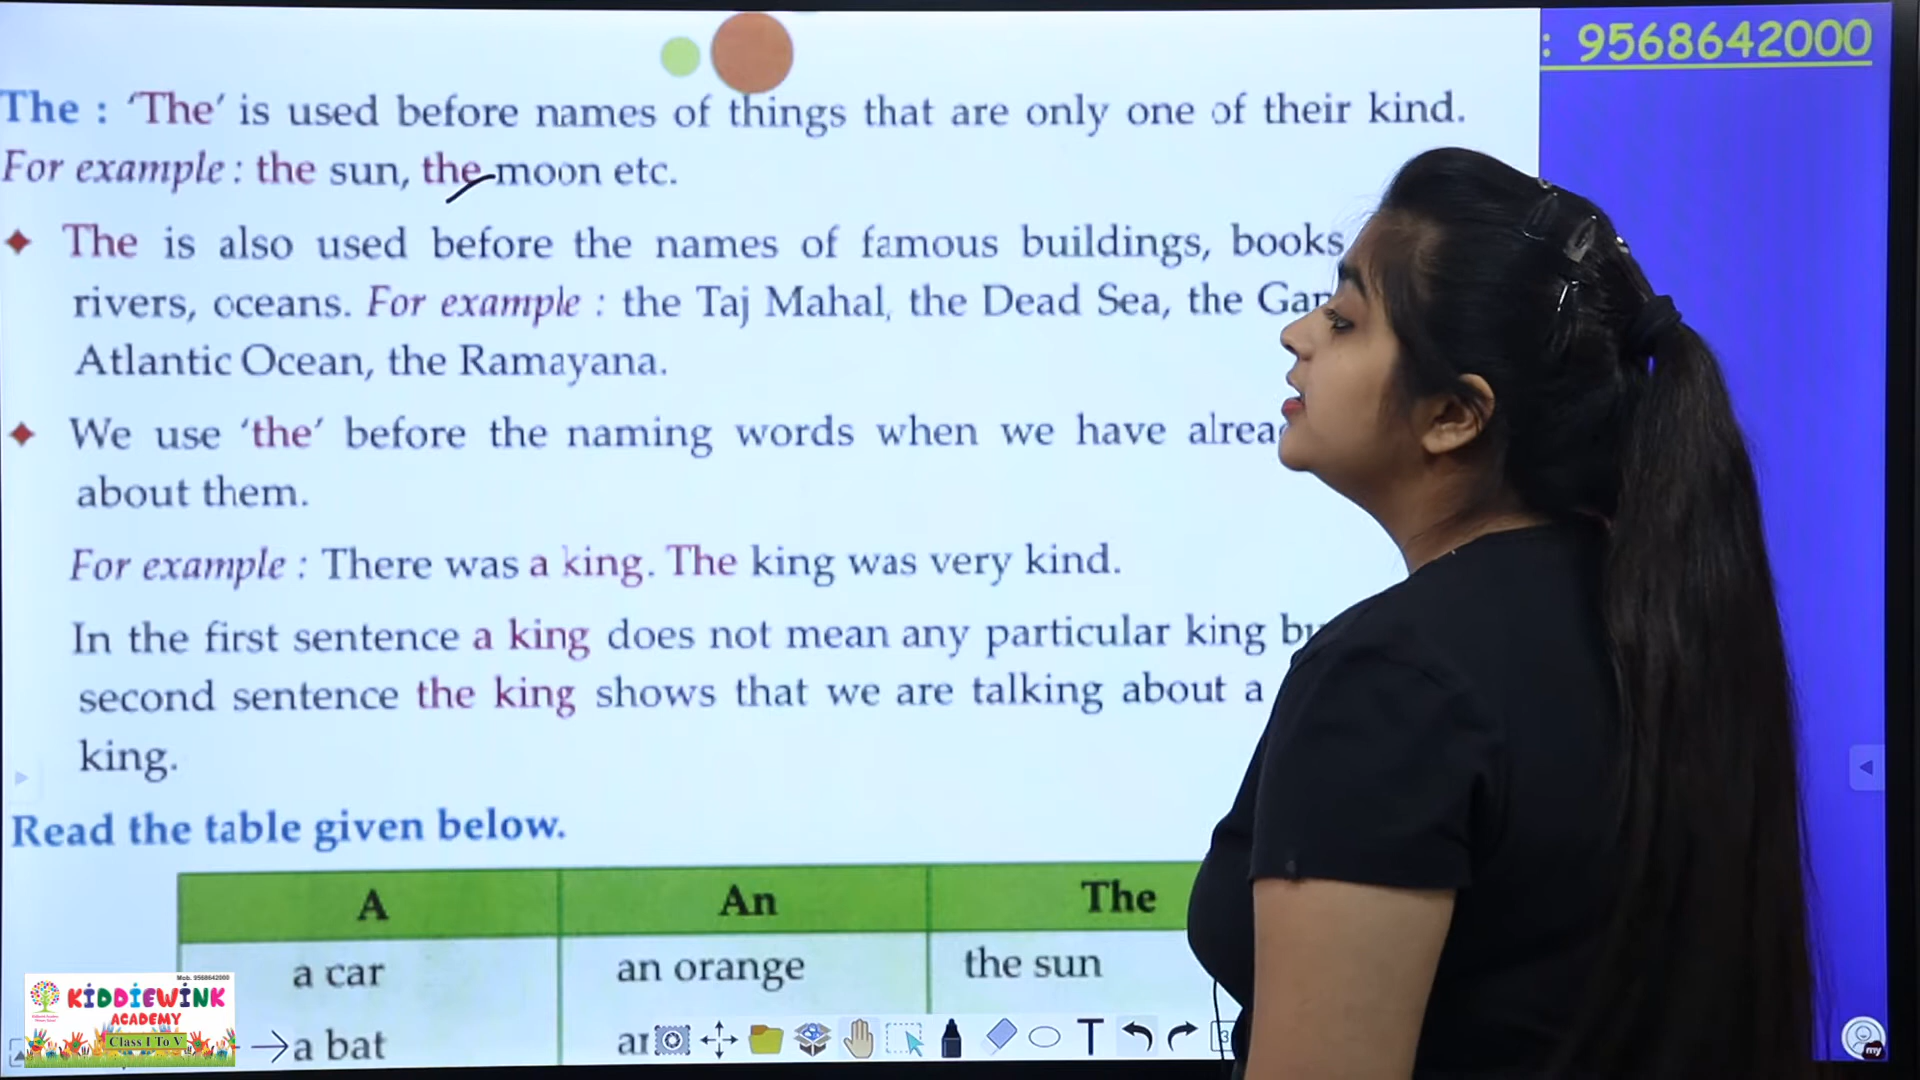 : 9568642000
The : 'The' is used before names of things that are only one of their kind.
For example : the sun, the moon etc.
The is also used before the names of famous buildings, books
rivers, oceans. For example : the Taj Mahal, the Dead Sea, the
Atlantic Ocean, the Ramayana.
We use 'the' before the naming words when we have
about them.
For example : There was a king. The king was very kind.
In the first sentence a king does not mean any particular king
second sentence the king shows that we are talking about a
king.
Read the table given below.
A An The
a car an orange the sun
a bat
Mob. 9568642000
KIDDIEWINK
ACADEMY
Class I To V
T
my